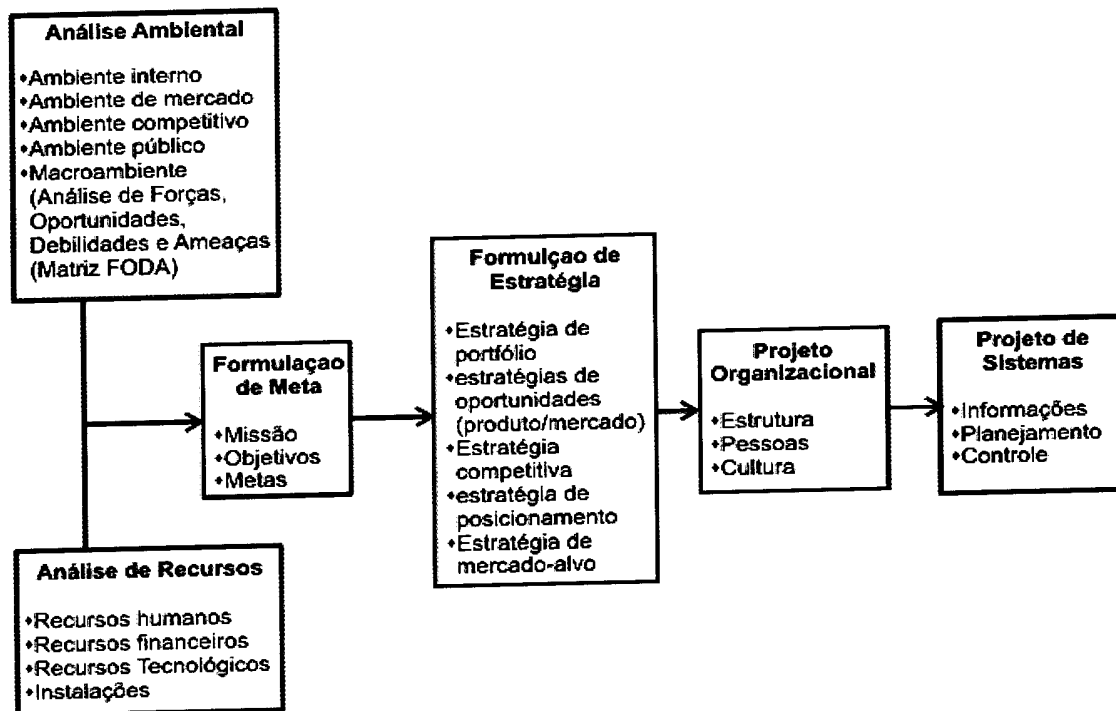 Análise Ambiental
•Ambiente interno
•Ambiente de mercado
•Ambiente competitivo
•Ambiente público
•Macroambiente
(Análise de Forças,
Oportunidades,
Debilidades e Ameaças
(Matriz FODA)
Análise de Recursos
•Recursos humanos
•Recursos financeiros
•Recursos Tecnológicos
•Instalações
Formulaçao
de Meta
•Missão
•Objetivos
•Metas
Formulçao de
Estratégia
•Estratégia de
portfólio
•estratégias de
oportunidades
(produto/mercado)
•Estratégia
competitiva
•estratégia de
posicionamento
•Estratégia de
mercado-alvo
Projeto
Organizacional
•Estrutura
•Pessoas
•Cultura
Projeto de
Sistemas
•Informações
•Planejamento
•Controle